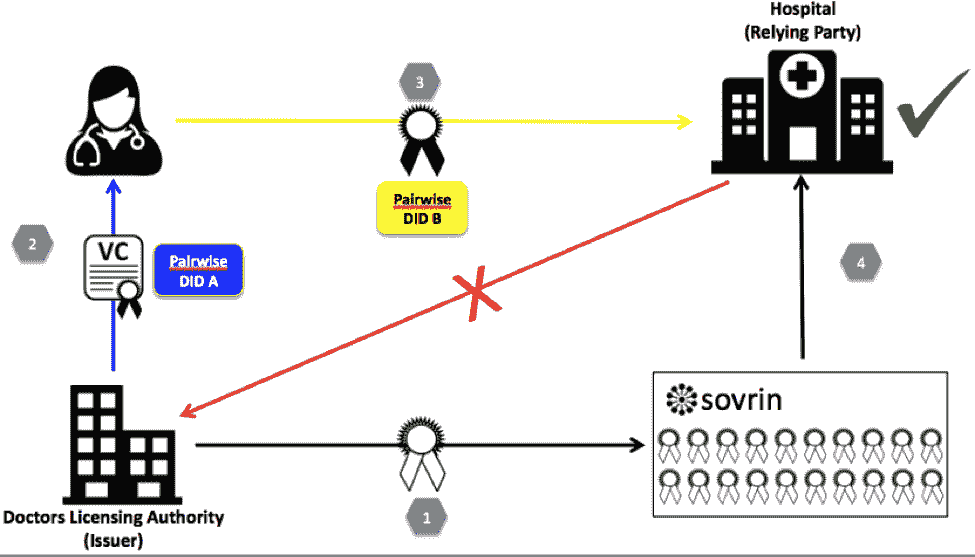 Hospital
(Relying Party)
3
Pairwise
DID B
2
VC
Pairwise
DID A
4
sovrin
Doctors Licensing Authority
(Issuer)
1